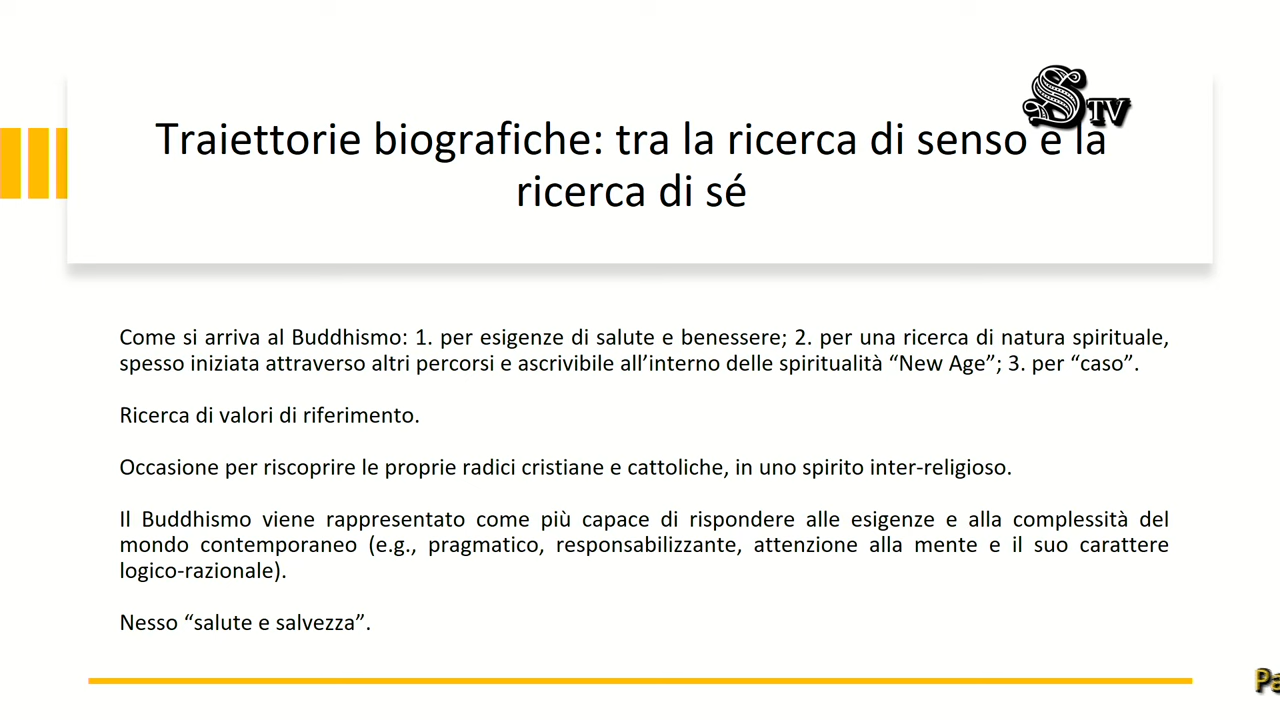 S TV
Traiettorie biografiche: tra la ricerca di senso e la
ricerca di sé
Come si arriva al Buddhismo: 1. per esigenze di salute e benessere; 2. per una ricerca di natura spirituale,
spesso iniziata attraverso altri percorsi e ascrivibile all’interno delle spiritualità “New Age”; 3. per “caso”.
Ricerca di valori di riferimento.
Occasione per riscoprire le proprie radici cristiane e cattoliche, in uno spirito inter-religioso.
Il Buddhismo viene rappresentato come più capace di rispondere alle esigenze e alla complessità del
mondo contemporaneo (e.g., pragmatico, responsabilizzante, attenzione alla mente e il suo carattere
logico-razionale).
Nesso “salute e salvezza”.